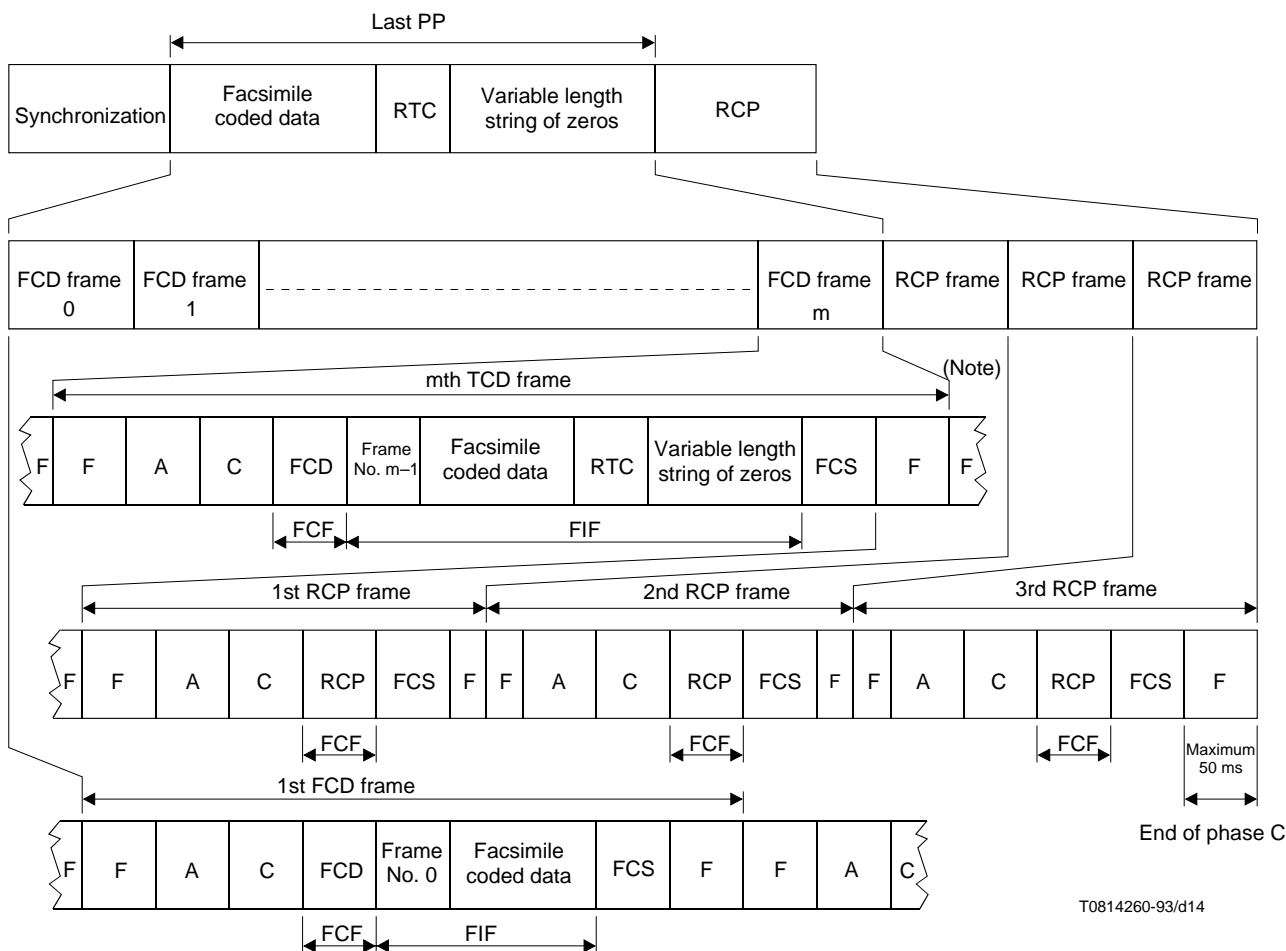 Last PP
Synchronization
Facsimile
coded data
RTC
Variable length
string of zeros
RCP
FCD frame
0
FCD frame
1
FCD frame
m
RCP frame
RCP frame
RCP frame
(Note)
mth TCD frame
F
F
A
C
FCD
Frame
No. m–1
Facsimile
coded data
RTC
Variable length
string of zeros
FCS
F
F
FCF
FIF
1st RCP frame
2nd RCP frame
3rd RCP frame
F
F
A
C
RCP
FCS
F
F
A
C
RCP
FCS
F
F
A
C
RCP
FCS
F
FCF
FCF
FCF
Maximum
50 ms
End of phase C
1st FCD frame
F
F
A
C
FCD
Frame
No. 0
Facsimile
coded data
FCS
F
F
A
C
FCF
FIF
T0814260-93/d14